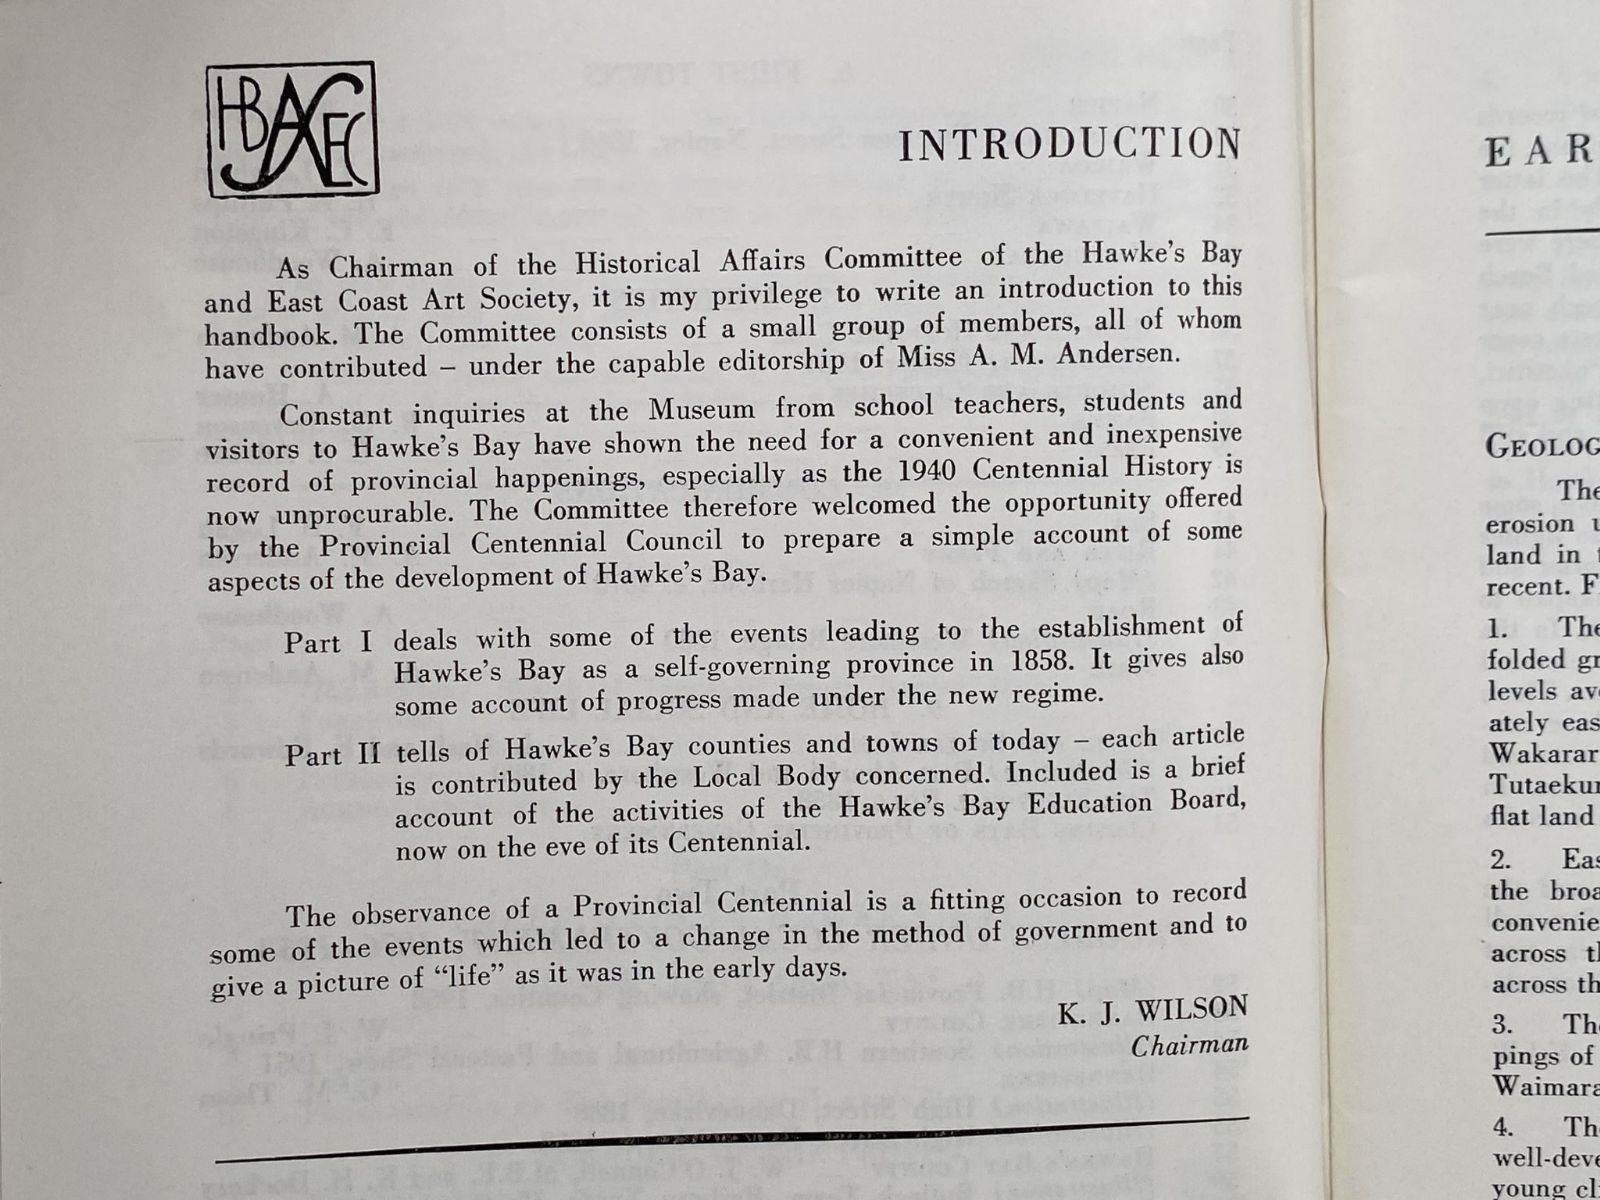 HBAC EC
INTRODUCTION
As Chairman of the Historical Affairs Committee of the Hawke's Bay
and East Coast Art Society, it is my privilege to write an introduction to this
handbook. The Committee consists of a small group of members, all of whom
have contributed – under the capable editorship of Miss A. M. Andersen.
Constant inquiries at the Museum from school teachers, students and
visitors to Hawke's Bay have shown the need for a convenient and inexpensive
record of provincial happenings, especially as the 1940 Centennial History is
now unprocurable. The Committee therefore welcomed the opportunity offered
by the Provincial Centennial Council to prepare a simple account of some
aspects of the development of Hawke's Bay.
Part I deals with some of the events leading to the establishment of
Hawke's Bay as a self-governing province in 1858. It gives also
some account of progress made under the new regime.
Part II tells of Hawke's Bay counties and towns of today – each article
is contributed by the Local Body concerned. Included is a brief
account of the activities of the Hawke's Bay Education Board,
now on the eve of its Centennial.
The observance of a Provincial Centennial is a fitting occasion to record
some of the events which led to a change in the method of government and to
give a picture of “life” as it was in the early days.
K. J. WILSON
Chairman
EAR
GEOLOG
The
erosion u
land in t
recent. F
1. The
folded gr
levels av
ately eas
Wakarar
Tutaekur
flat land
2. Eas
the broa
convenie
across th
across th
3. The
pings of
Waimara
4. The
well-deve
young cl